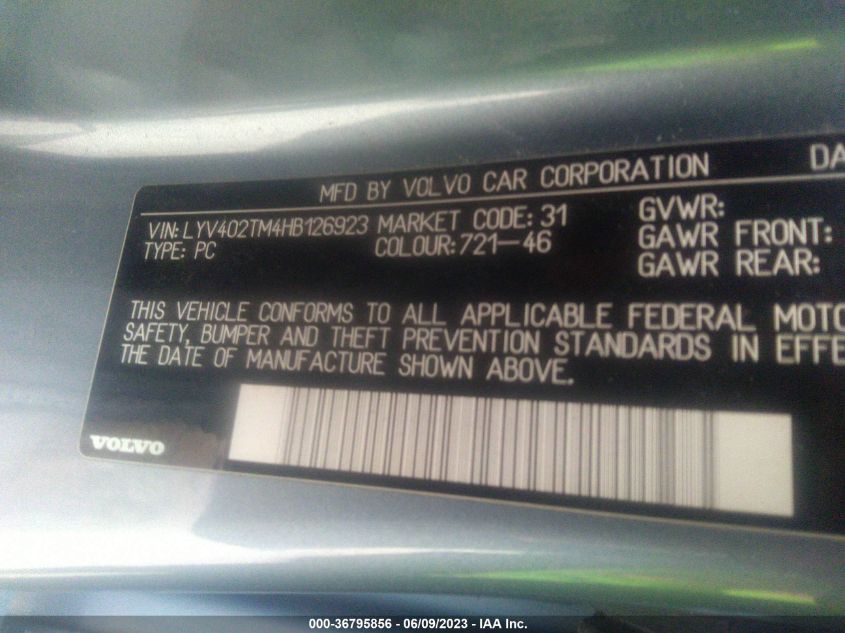 MFD BY VOLVO CAR CORPORATION DA
VIN: LYV402TM4HB126923 MARKET CODE: 31 GVWR:
TYPE: PC COLOUR: 721-46 GAWR FRONT:
GAWR REAR:
THIS VEHICLE CONFORMS TO ALL APPLICABLE FEDERAL MOTO
SAFETY, BUMPER AND THEFT PREVENTION STANDARDS IN EFFE
THE DATE OF MANUFACTURE SHOWN ABOVE.
VOLVO
000-36795856 - 06/09/2023 - IAA Inc.